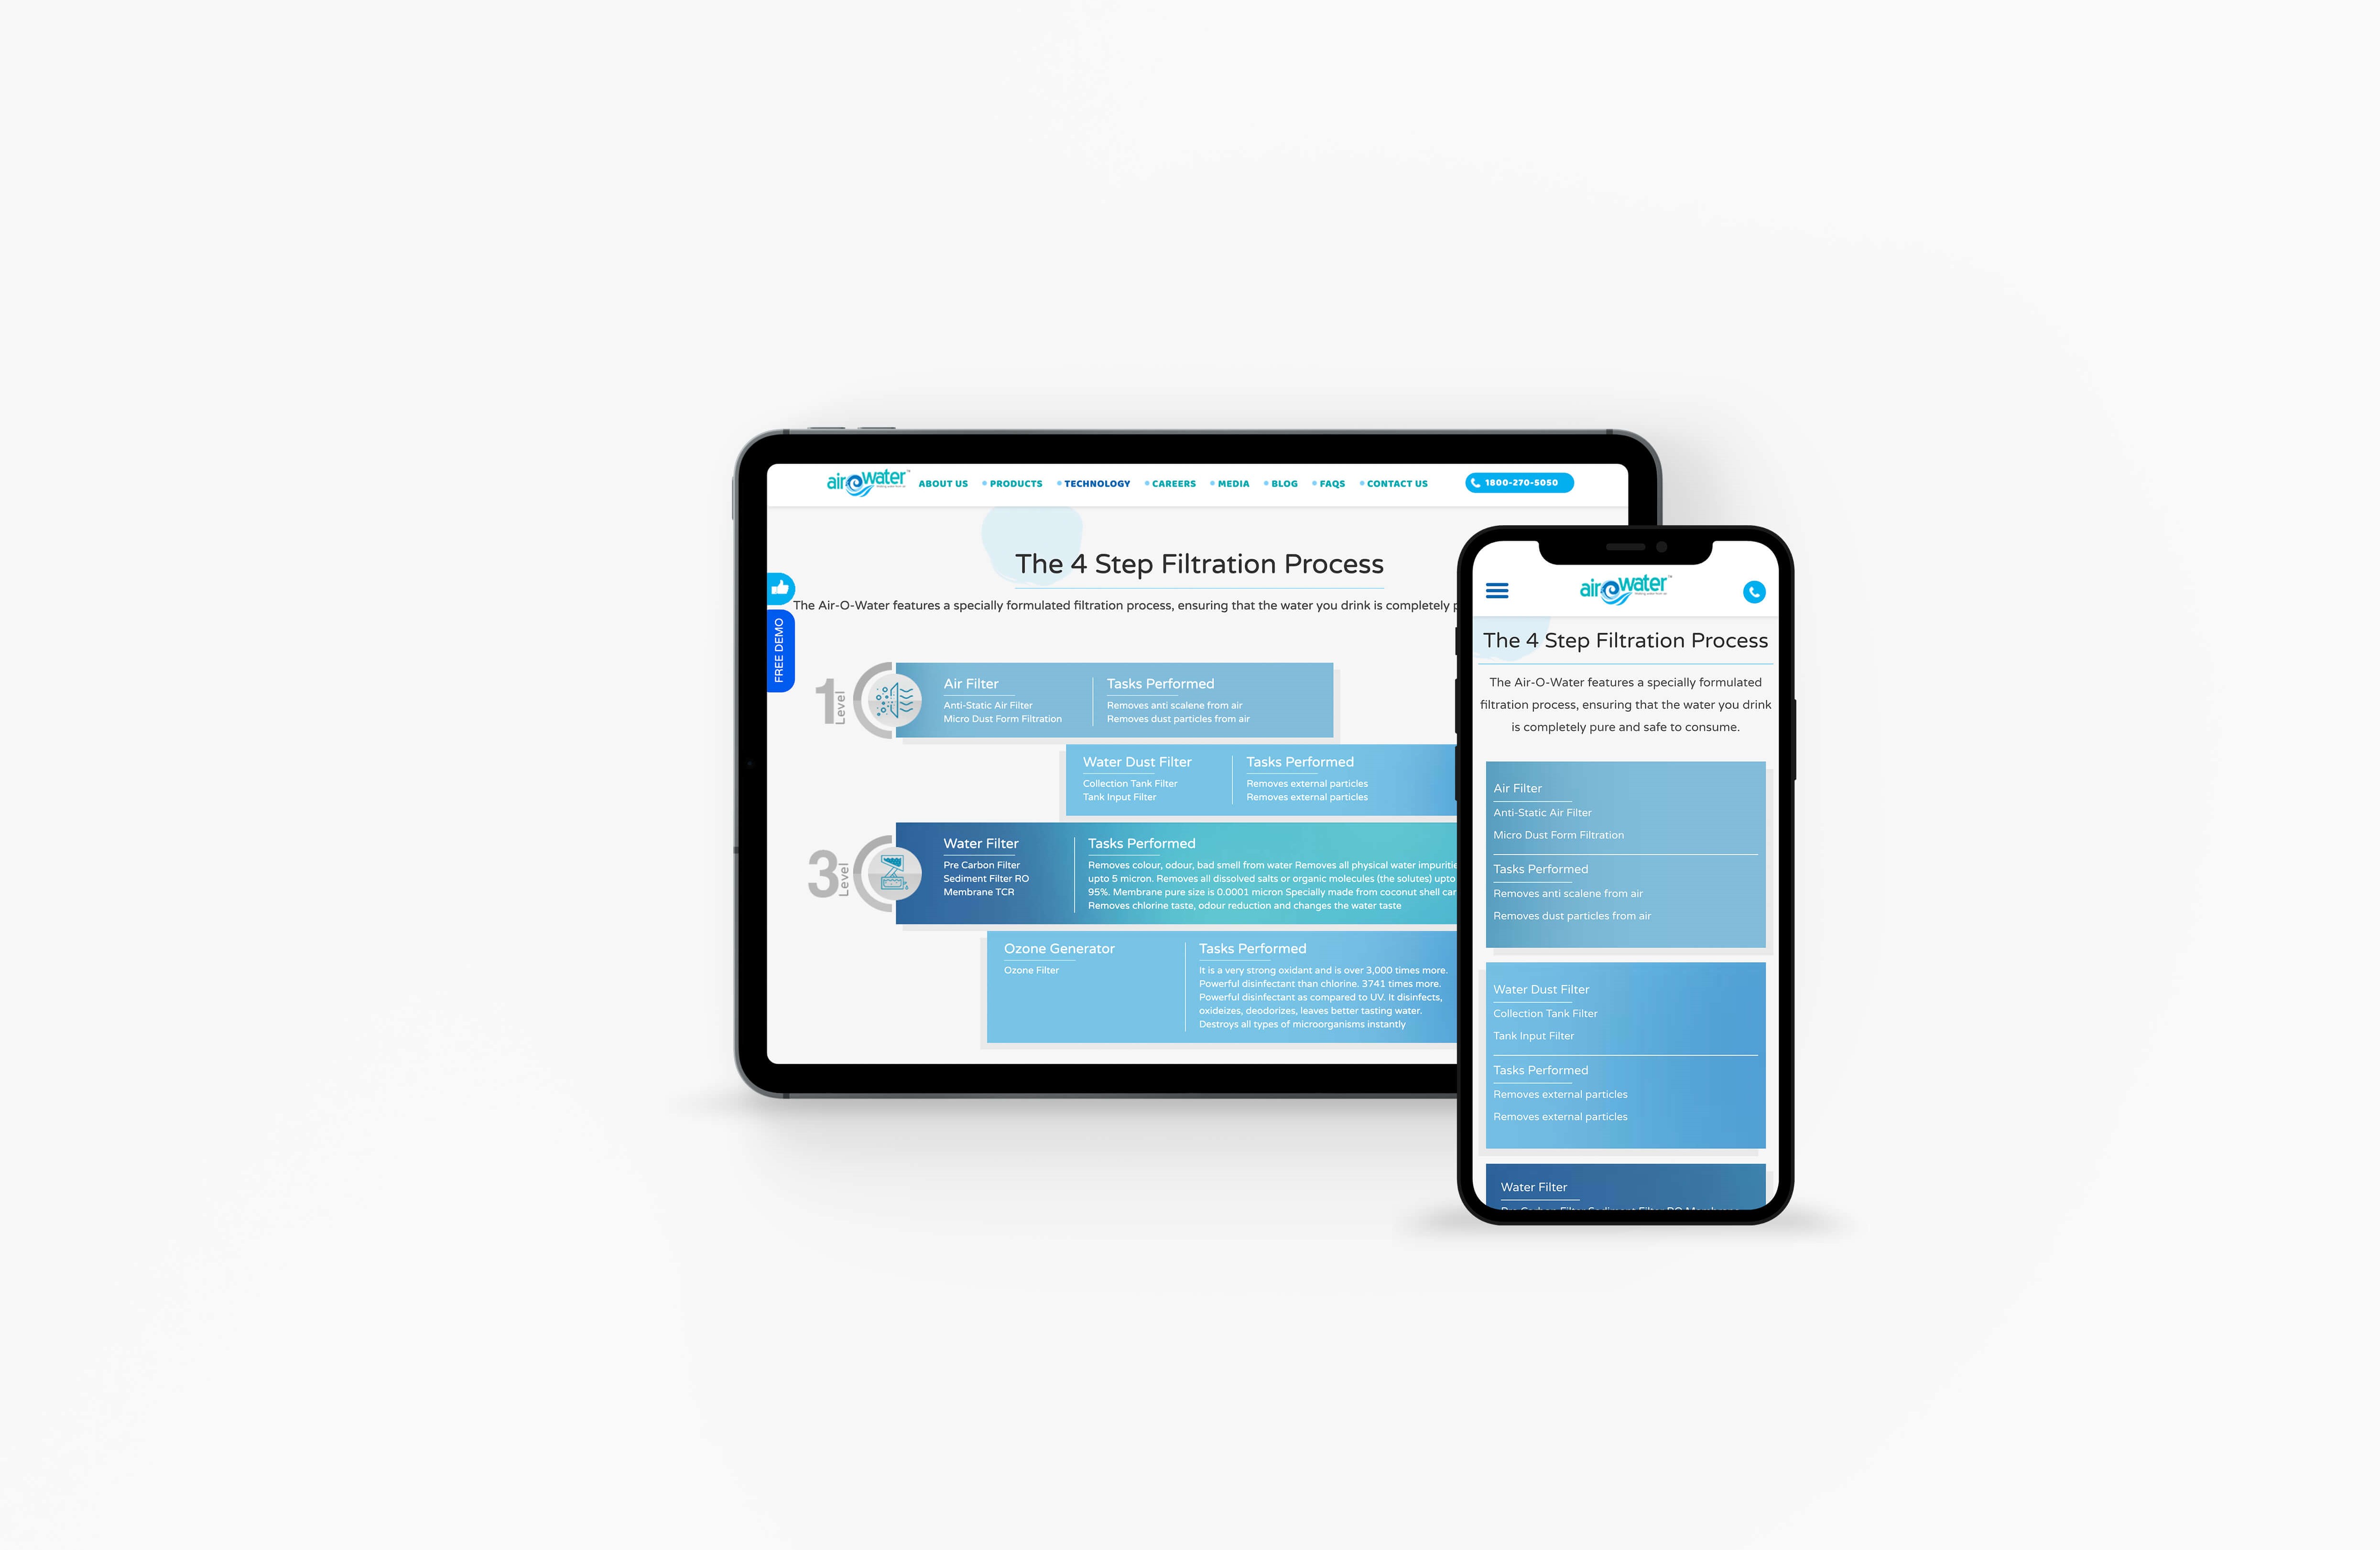 airowater
ABOUT US PRODUCTS TECHNOLOGY CAREERS MEDIA BLOG FAQS CONTACT US
1800-270-5050
The 4 Step Filtration Process
The Air-O-Water features a specially formulated filtration process, ensuring that the water you drink is completely
FREE DEMO
1 Level
Air Filter
Anti-Static Air Filter
Micro Dust Form Filtration
Tasks Performed
Removes anti scalene from air
Removes dust particles from air
Water Dust Filter
Collection Tank Filter
Tank Input Filter
Tasks Performed
Removes external particles
Removes external particles
3 Level
Water Filter
Pre Carbon Filter
Sediment Filter RO
Membrane TCR
Tasks Performed
Removes colour, odour, bad smell from water Removes all physical water impuritie
upto 5 micron. Removes all dissolved salts or organic molecules (the solutes) upto
95%. Membrane pure size is 0.0001 micron Specially made from coconut shell car
Removes chlorine taste, odour reduction and changes the water taste
Ozone Generator
Ozone Filter
Tasks Performed
It is a very strong oxidant and is over 3,000 times more.
Powerful disinfectant than chlorine. 3741 times more.
Powerful disinfectant as compared to UV. It disinfects,
oxideizes, deodorizes, leaves better tasting water.
Destroys all types of microorganisms instantly
airowater
The 4 Step Filtration Process
The Air-O-Water features a specially formulated
filtration process, ensuring that the water you drink
is completely pure and safe to consume.
Air Filter
Anti-Static Air Filter
Micro Dust Form Filtration
Tasks Performed
Removes anti scalene from air
Removes dust particles from air
Water Dust Filter
Collection Tank Filter
Tank Input Filter
Tasks Performed
Removes external particles
Removes external particles
Water Filter
Pre Carbon Filter Sediment Filter RO Membrane